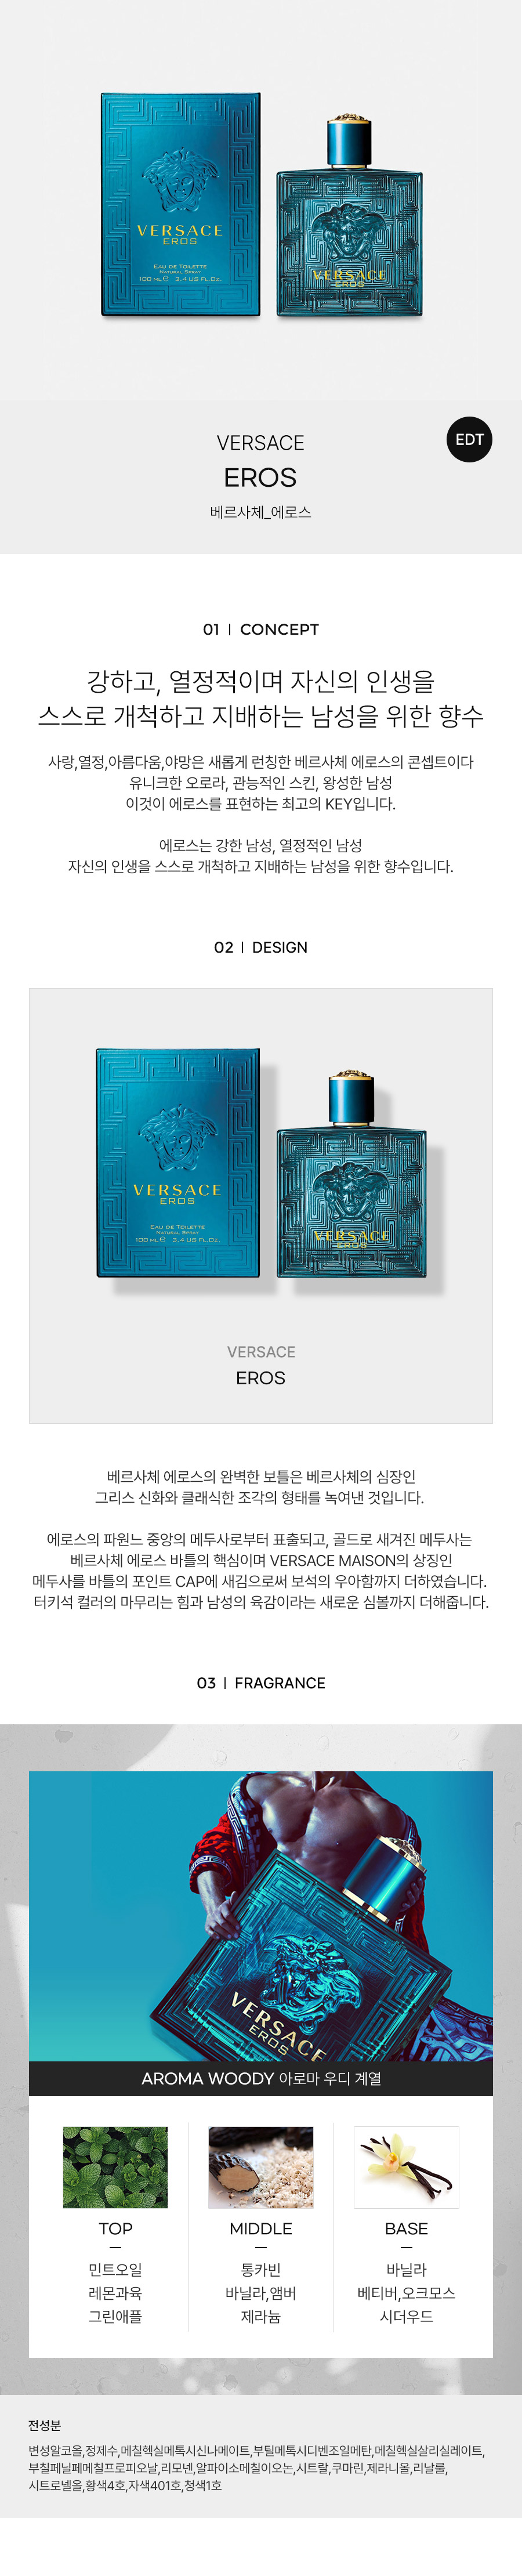 VERSACE
EROS
EAU DE TOILETTE
NATURAL SPRAY
100 ML℮ 3.4 US FL.OZ.
VERSACE
EROS
EDT
VERSACE
EROS
베르사체_에로스
01 | CONCEPT
강하고, 열정적이며 자신의 인생을
스스로 개척하고 지배하는 남성을 위한 향수
사랑,열정,아름다움,야망은 새롭게 런칭한 베르사체 에로스의 콘셉트이다
유니크한 오로라, 관능적인 스킨, 왕성한 남성
이것이 에로스를 표현하는 최고의 KEY입니다.
에로스는 강한 남성, 열정적인 남성
자신의 인생을 스스로 개척하고 지배하는 남성을 위한 향수입니다.
02 | DESIGN
VERSACE
EROS
EAU DE TOILETTE
NATURAL SPRAY
100 ML℮ 3.4 US FL.OZ.
VERSACE
EROS
VERSACE
EROS
베르사체 에로스의 완벽한 보틀은 베르사체의 심장인
그리스 신화와 클래식한 조각의 형태를 녹여낸 것입니다.
에로스의 파원느 중앙의 메두사로부터 표출되고, 골드로 새겨진 메두사는
베르사체 에로스 바틀의 핵심이며 VERSACE MAISON의 상징인
메두사를 바틀의 포인트 CAP에 새김으로써 보석의 우아함까지 더하였습니다.
터키석 컬러의 마무리는 힘과 남성의 육감이라는 새로운 심볼까지 더해줍니다.
03 | FRAGRANCE
VERSACE
EROS
AROMA WOODY 아로마 우디 계열
TOP
민트오일
레몬과육
그린애플
MIDDLE
통카빈
바닐라,앰버
제라늄
BASE
바닐라
베티버,오크모스
시더우드
전성분
변성알코올,정제수,메칠헥실메톡시신나메이트,부틸메톡시디벤조일메탄,메칠헥실살리실레이트,
부칠페닐페메칠프로피오날,리모넨,알파이소메칠이오논,시트랄,쿠마린,제라니올,리날룰,
시트로넬올,황색4호,자색401호,청색1호